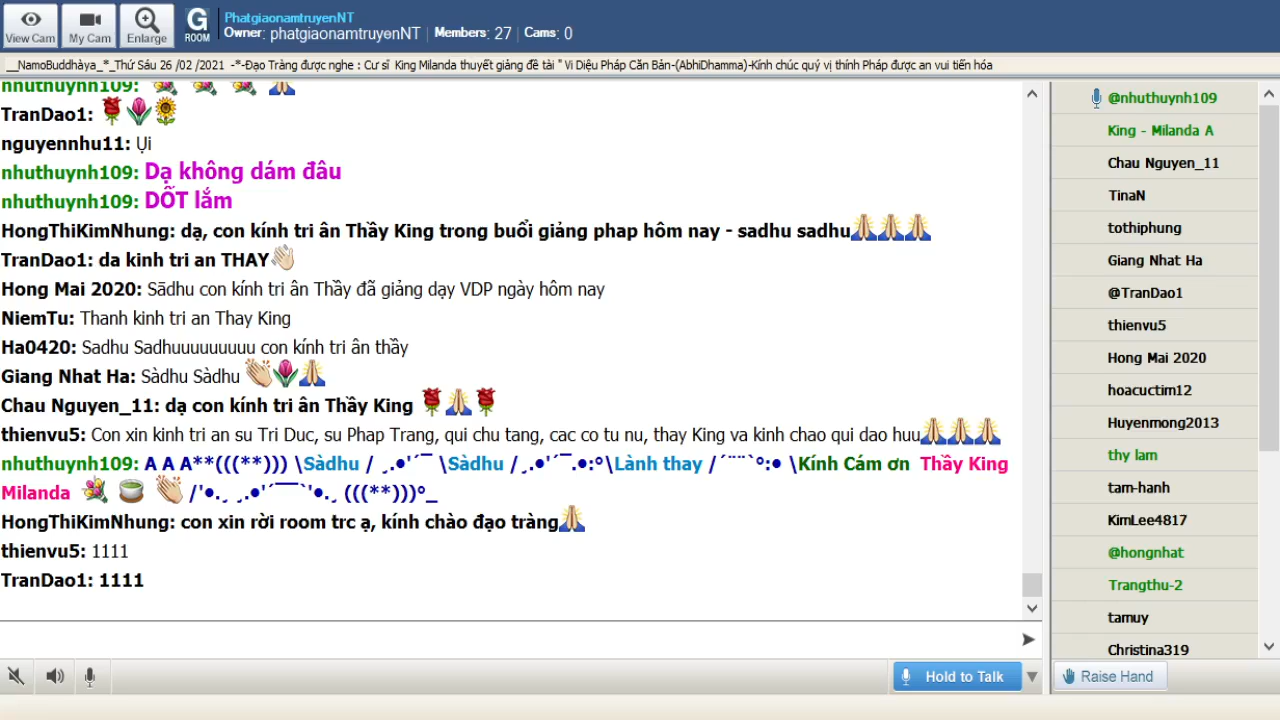 View Cam
My Cam
Enlarge
G
ROOM
PhatgiaonamtruyenNT
Owner: phatgiaonamtruyenNT | Members: 27 | Cams: 0
__NamoBuddhàya_*_Thứ Sáu 26 /02 /2021 -*-Đạo Tràng được nghe : Cư sĩ King Milanda thuyết giảng đề tài " Vi Diệu Pháp Căn Bản-(AbhiDhamma)-Kính chúc quý vị thính Pháp được an vui tiến hóa
nhuthuynh109: 💐 💐 💐 🙏
TranDao1: 🌹🌷🌻
nguyennhu11: Ụi
nhuthuynh109: Dạ không dám đâu
nhuthuynh109: DỐT lắm
HongThiKimNhung: dạ, con kính tri ân Thầy King trong buổi giảng phap hôm nay - sadhu sadhu🙏🙏🙏
TranDao1: da kinh tri an THAY👋
Hong Mai 2020: Sādhu con kính tri ân Thầy đã giảng dạy VDP ngày hôm nay
NiemTu: Thanh kinh tri an Thay King
Ha0420: Sadhu Sadhuuuuuuuuu con kính tri ân thầy
Giang Nhat Ha: Sàdhu Sàdhu 👏🌷🙏
Chau Nguyen_11: dạ con kính tri ân Thầy King 🌹🙏🌹
thienvu5: Con xin kinh tri an su Tri Duc, su Phap Trang, qui chu tang, cac co tu nu, thay King va kinh chao qui dao huu🙏🙏🙏
nhuthuynh109: A A A**(((**))) \Sàdhu / ¸.•'´¯ \Sàdhu /¸.•'´¯.•:°\Lành thay /´¨¨`°:• \Kính Cám ơn Thầy King
Milanda 💐 🍵 👏 /'•.¸ ¸.•'´¯¯`'•.¸ (((**)))°_
HongThiKimNhung: con xin rời room trc ạ, kính chào đạo tràng🙏
thienvu5: 1111
TranDao1: 1111
Hold to Talk
@nhuthuynh109
King - Milanda A
Chau Nguyen_11
TinaN
tothiphung
Giang Nhat Ha
@TranDao1
thienvu5
Hong Mai 2020
hoacuctim12
Huyenmong2013
thy lam
tam-hanh
KimLee4817
@hongnhat
Trangthu-2
tamuy
Christina319
Raise Hand